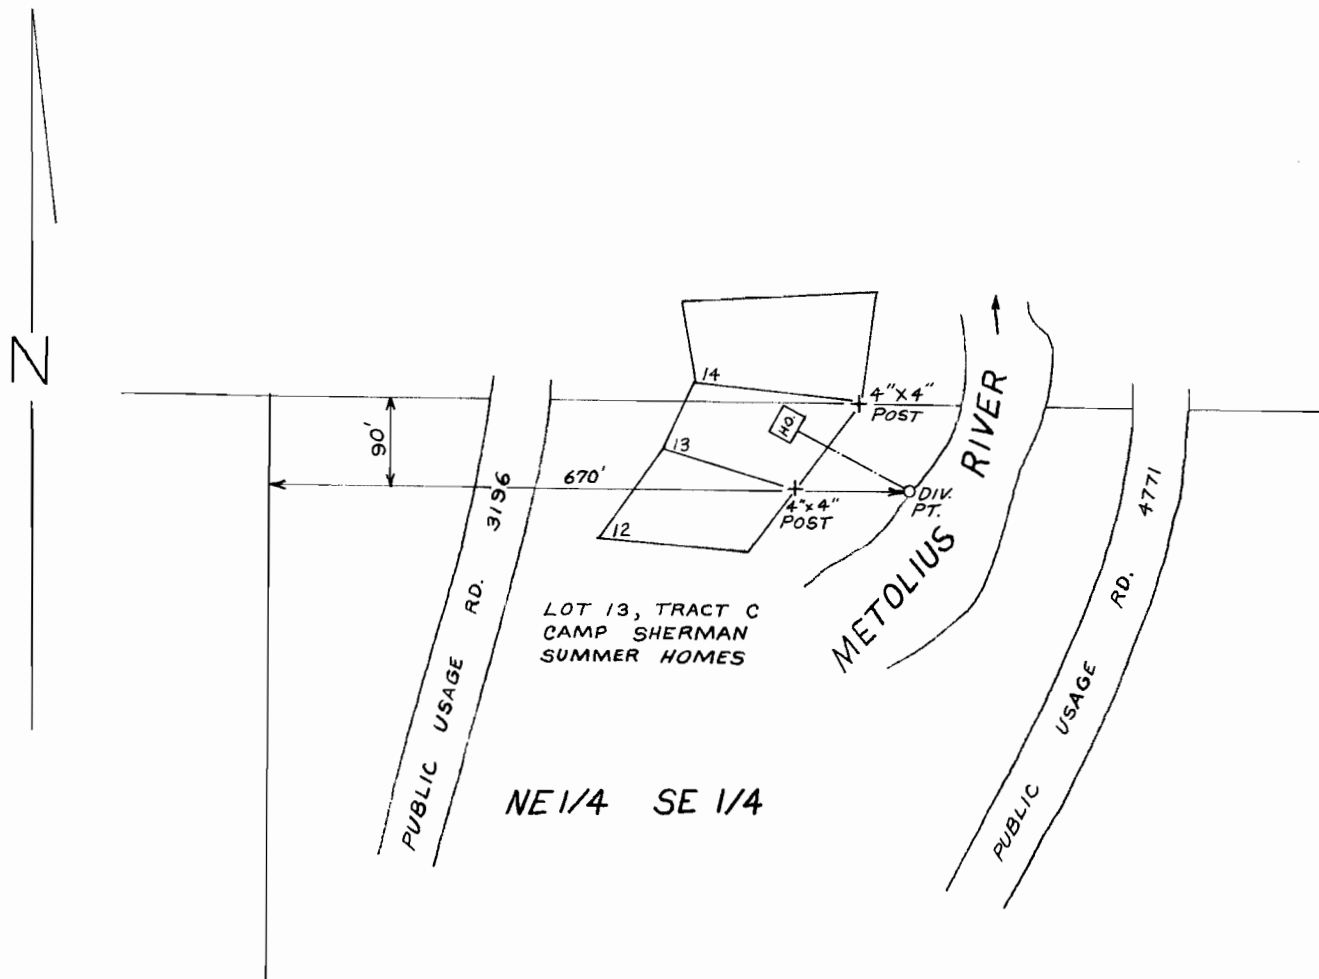 N
90'
670'
14
13
12
HO.
4"x4"
POST
4"x4"
POST
DIV.
PT.
METOLIUS RIVER
PUBLIC USAGE RD. 3196
PUBLIC USAGE RD. 4771
LOT 13, TRACT C
CAMP SHERMAN
SUMMER HOMES
NE 1/4 SE 1/4